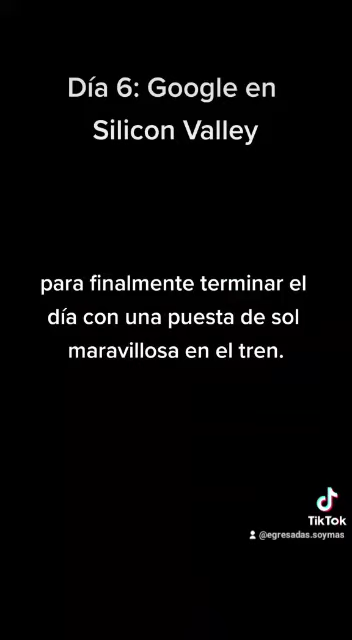 Día 6: Google en
Silicon Valley
para finalmente terminar el
día con una puesta de sol
maravillosa en el tren.
TikTok
@egresadas.soymas